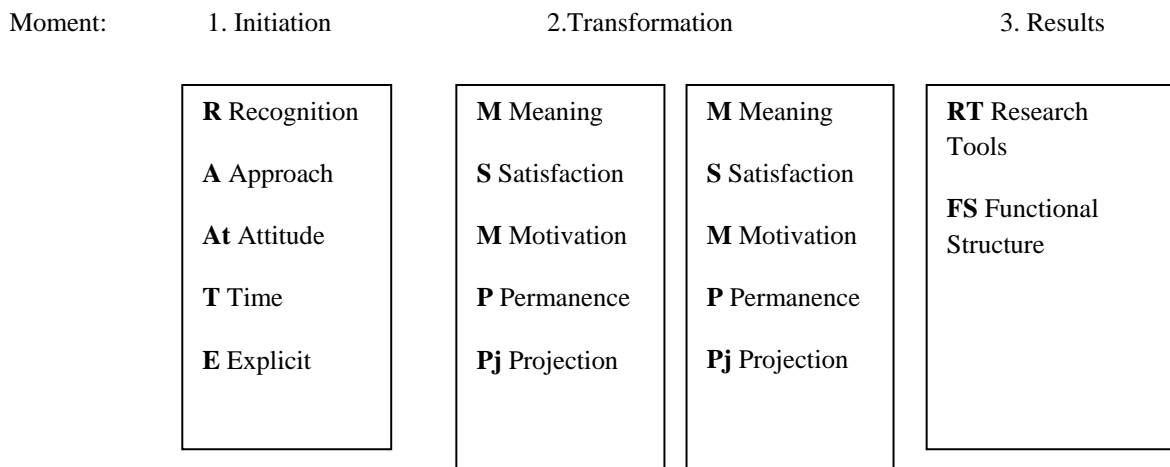 Moment: 1. Initiation 2.Transformation 3. Results
R Recognition
A Approach
At Attitude
T Time
E Explicit
M Meaning
S Satisfaction
M Motivation
P Permanence
Pj Projection
M Meaning
S Satisfaction
M Motivation
P Permanence
Pj Projection
RT Research
Tools
FS Functional
Structure